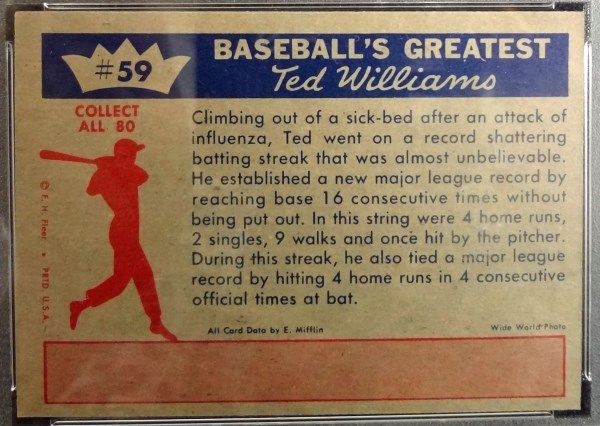 #59
BASEBALL'S GREATEST
Ted Williams
COLLECT
ALL 80
Climbing out of a sick-bed after an attack of
influenza, Ted went on a record shattering
batting streak that was almost unbelievable.
He established a new major league record by
reaching base 16 consecutive times without
being put out. In this string were 4 home runs,
2 singles, 9 walks and once hit by the pitcher.
During this streak, he also tied a major league
record by hitting 4 home runs in 4 consecutive
official times at bat.
© F. H. Fleer • PRTD. U.S.A.
All Card Data by E. Mifflin
Wide World Photo